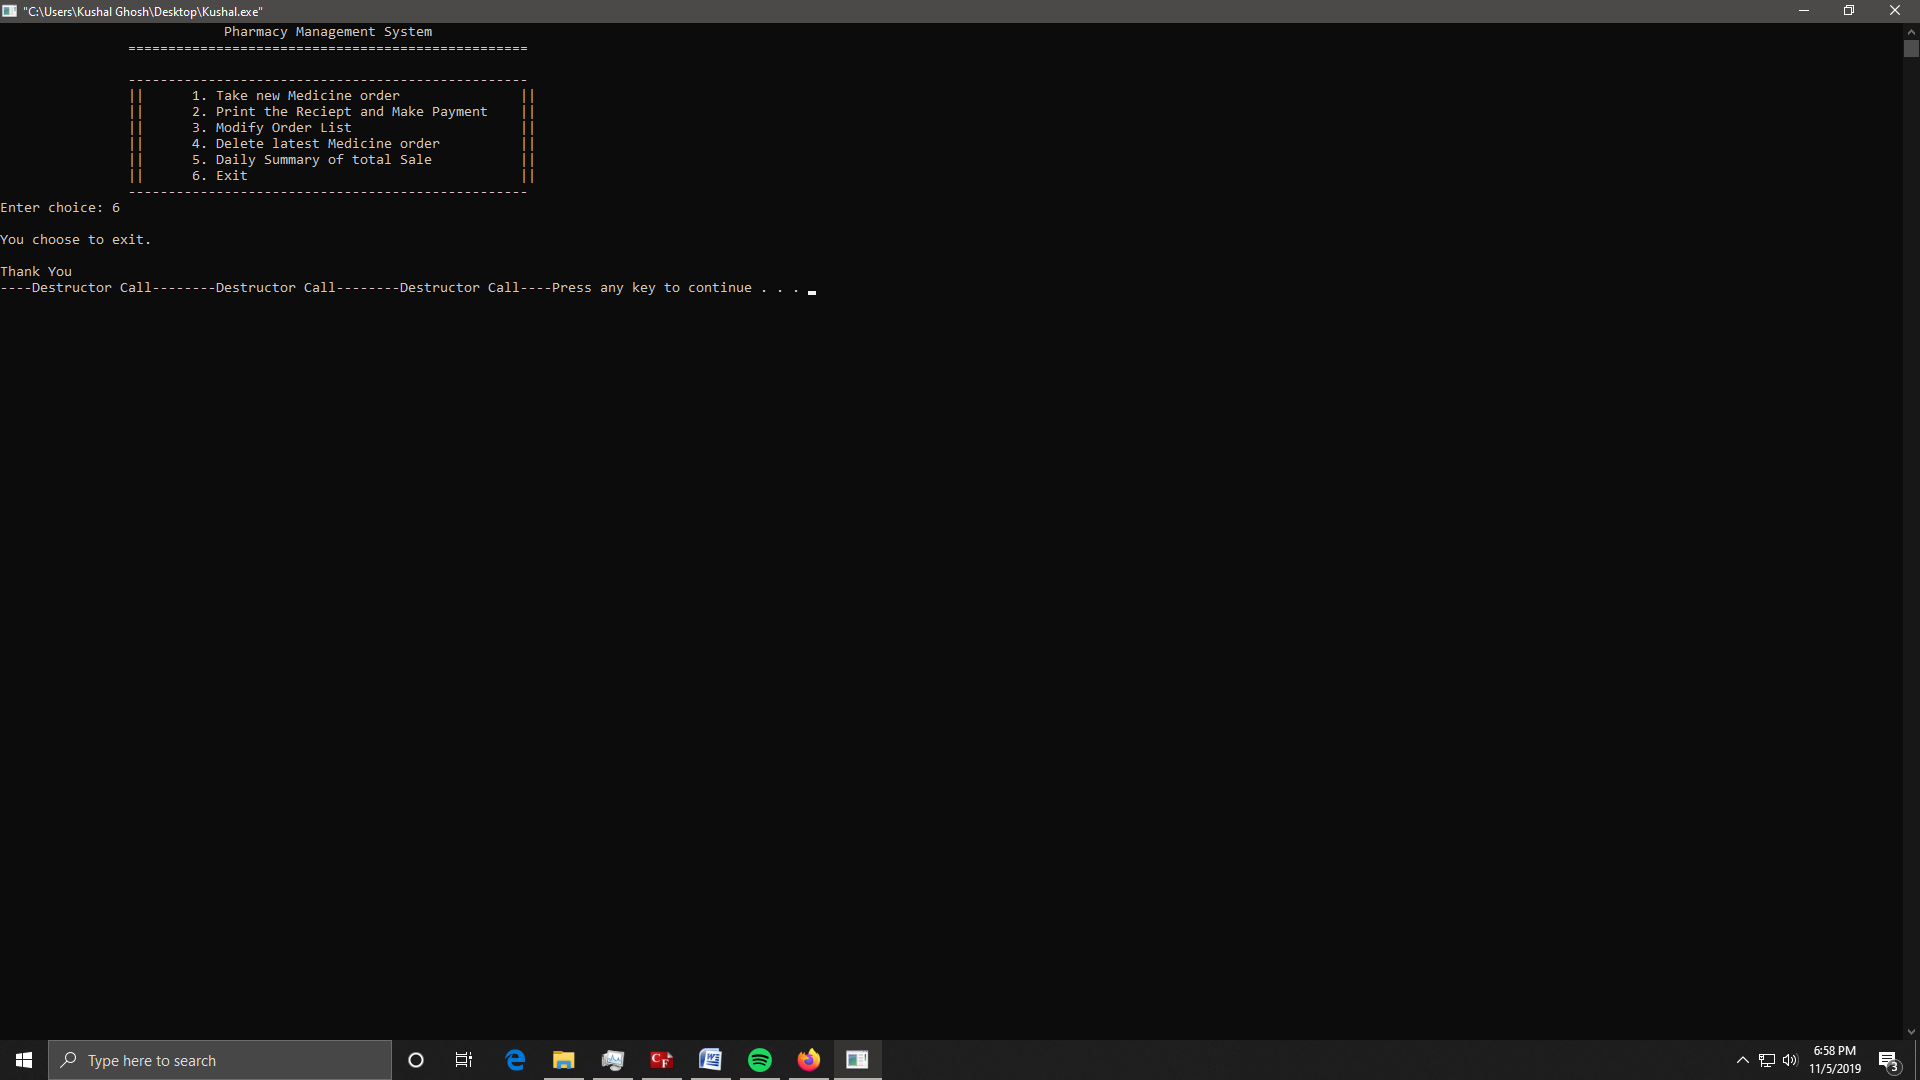 "C:\Users\Kushal Ghosh\Desktop\Kushal.exe"
Pharmacy Management System
==================================================
--------------------------------------------------
|| 1. Take new Medicine order ||
|| 2. Print the Reciept and Make Payment ||
|| 3. Modify Order List ||
|| 4. Delete latest Medicine order ||
|| 5. Daily Summary of total Sale ||
|| 6. Exit ||
--------------------------------------------------
Enter choice: 6
You choose to exit.
Thank You
----Destructor Call--------Destructor Call--------Destructor Call----Press any key to continue . . .
Type here to search
6:58 PM
11/5/2019
3